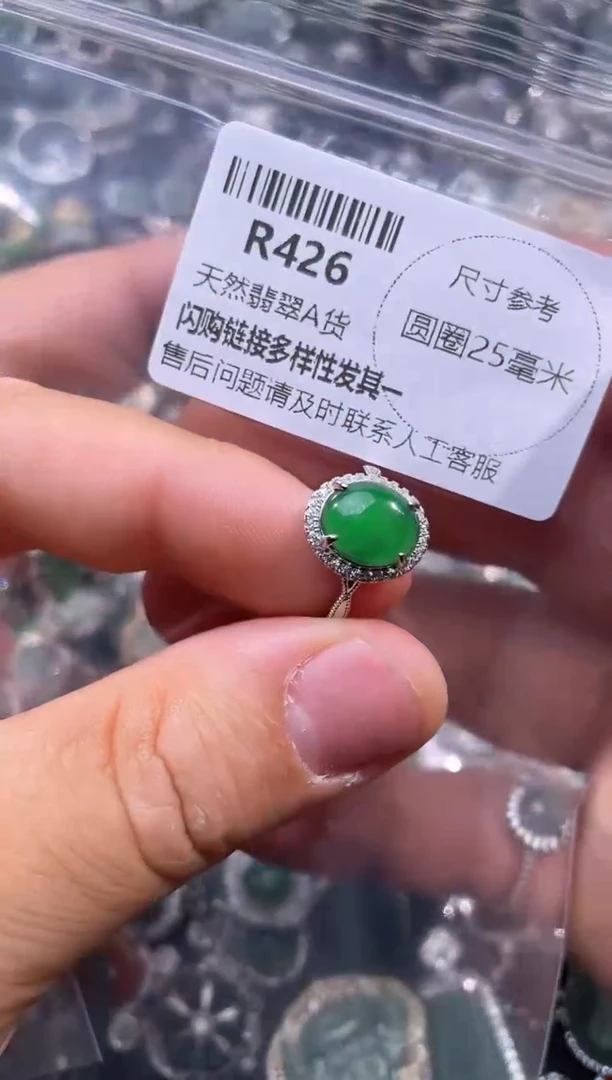 R426
天然翡翠A货
闪购链接多样性发其一
售后问题请及时联系人工客服
尺寸参考
圆圈25毫米